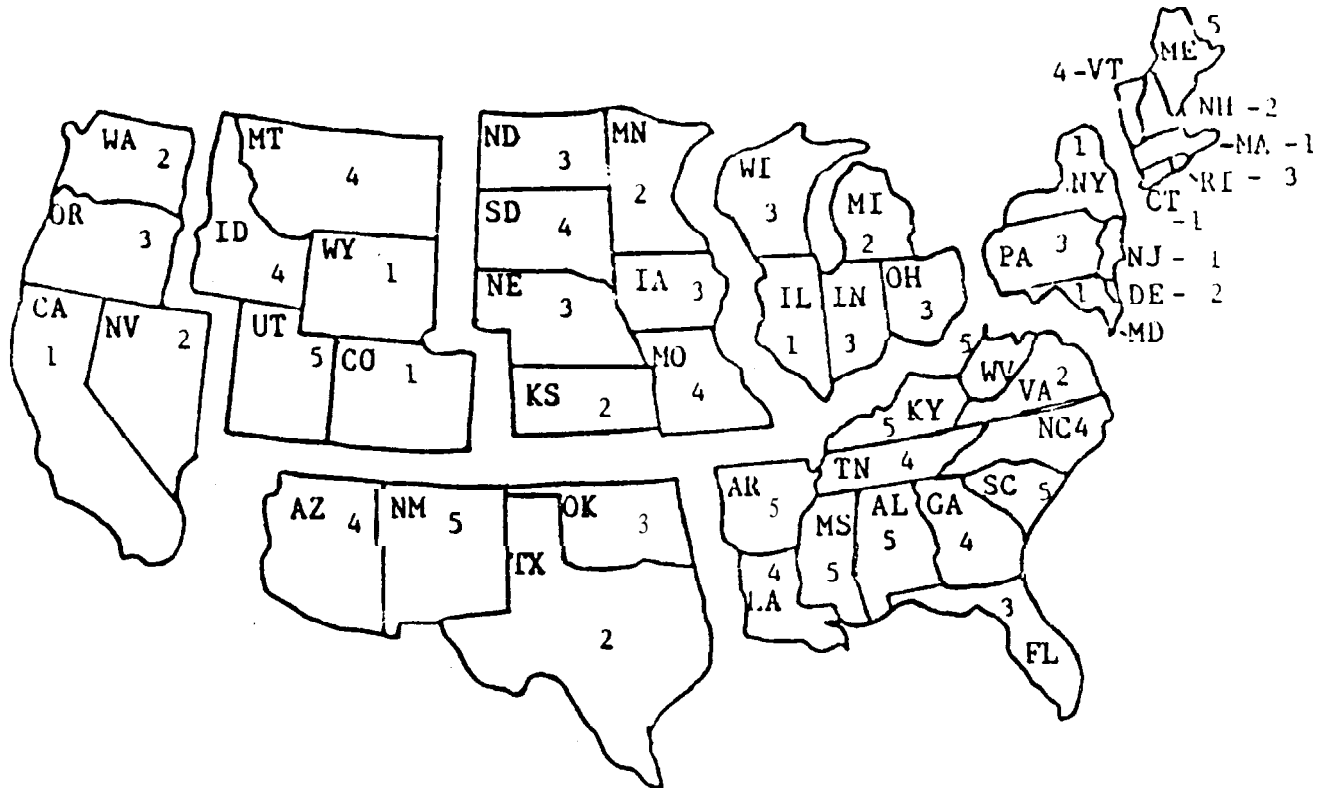 ME 5
4-VT
NH -2
MA -1
RI - 3
CT -1
1 NY
PA 3
NJ - 1
DE - 2
1
MD
WA 2
OR 3
CA 1
NV 2
MT 4
ID 4
WY 1
UT 5
CO 1
ND 3
SD 4
NE 3
KS 2
MN 2
IA 3
MO 4
WI 3
MI 2
IL 1
IN 3
OH 3
5 WV
VA 2
KY 5
NC4
TN 4
SC 5
AR 5
MS 5
AL 5
GA 4
4 LA
3 FL
AZ 4
NM 5
OK 3
TX 2